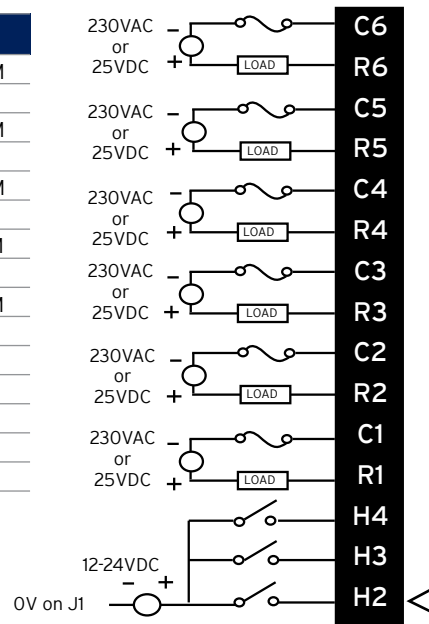 M
M
M
M
M
230VAC
or
25VDC
-
+
LOAD
C6
R6
230VAC
or
25VDC
-
+
LOAD
C5
R5
230VAC
or
25VDC
-
+
LOAD
C4
R4
230VAC
or
25VDC
-
+
LOAD
C3
R3
230VAC
or
25VDC
-
+
LOAD
C2
R2
230VAC
or
25VDC
-
+
LOAD
C1
R1
H4
H3
12-24VDC
- +
0V on J1
H2